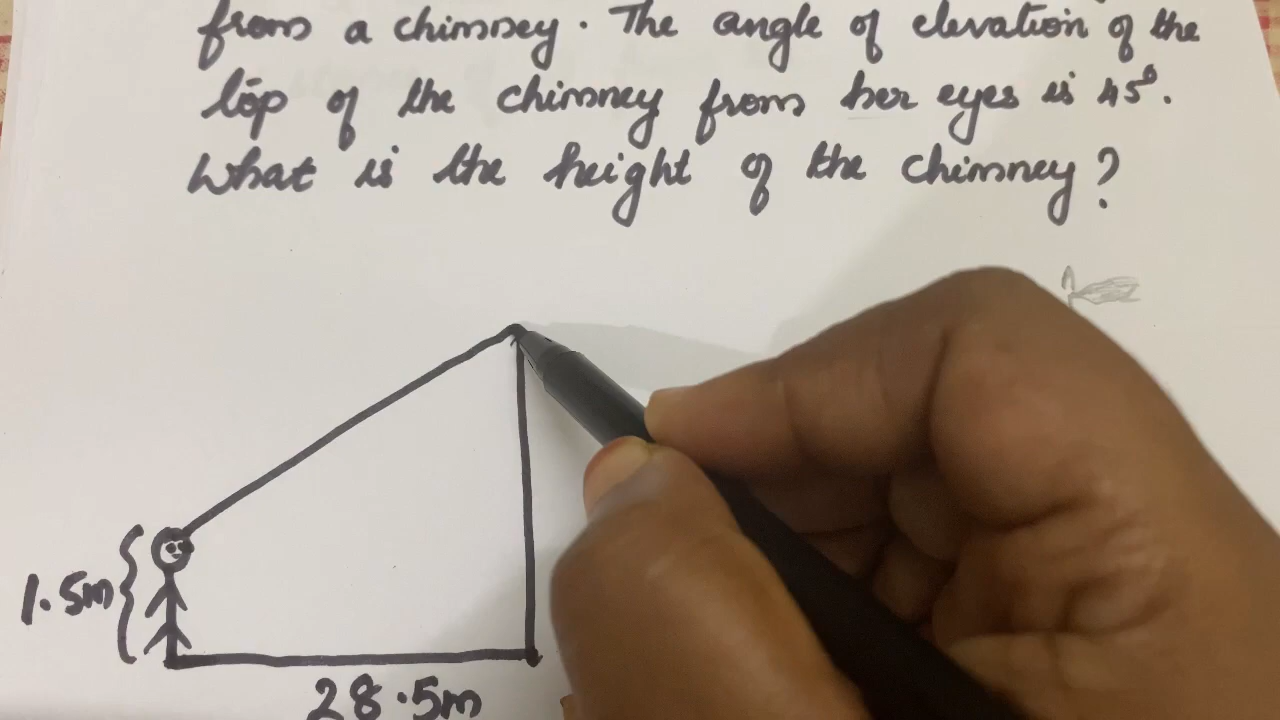 from a chimney. The angle of elevation of the
top of the chimney from her eyes is 45°.
What is the height of the chimney?
1.5m
28.5m